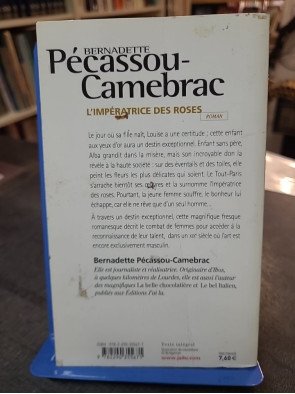 BERNADETTE
Pécassou-
Camebrac
L'IMPÉRATRICE DES ROSES
ROMAN
Le jour où sa fille naît, Louise a une certitude : cette enfant
aux yeux d'or aura un destin exceptionnel. Enfant sans père,
Alba grandit dans la misère, mais son incroyable don la
révèle à la haute société : sur des éventails et des soies, elle
peint les fleurs les plus délicates qui soient. Le Tout-Paris
s'arrache bientôt ses œuvres et la surnomme l'impératrice
des roses. Pourtant, la jeune femme souffre, le bonheur lui
échappe, car elle ne rêve que d'un seul homme...
À travers un destin exceptionnel, cette magnifique fresque
romanesque décrit le combat de femmes pour accéder à la
reconnaissance de leur talent, dans un XIXe siècle où l'art est
encore exclusivement masculin.
Bernadette Pécassou-Camebrac
Elle est journaliste et réalisatrice. Originaire d'Ibos,
à quelques kilomètres de Lourdes, elle est aussi l'auteur
des magnifiques La belle chocolatière et Le bel Italien,
publiés aux Éditions J'ai lu.
Texte intégral
www.jailu.com
7,60 €